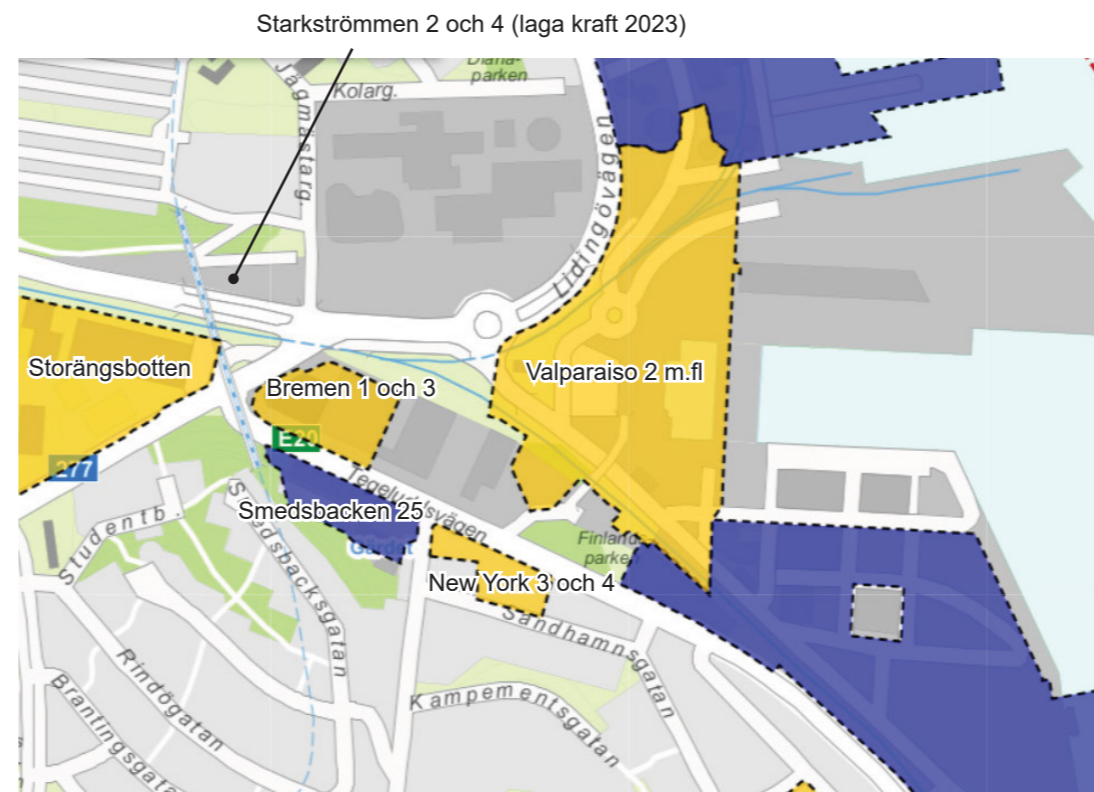 Starkströmmen 2 och 4 (laga kraft 2023)
Diana-
parken
Kolarg.
Jägmästarg.
Lidingövägen
Storängsbotten
Bremen 1 och 3
Valparaiso 2 m.fl
E20
277
Tegeluddsvägen
Smedsbacken 25
Studentb.
Smedsbacksgatan
Gärdet
Finlands-
parken
New York 3 och 4
Sandhamnsgatan
Rindögatan
Kampementsgatan
Brantingsgatan